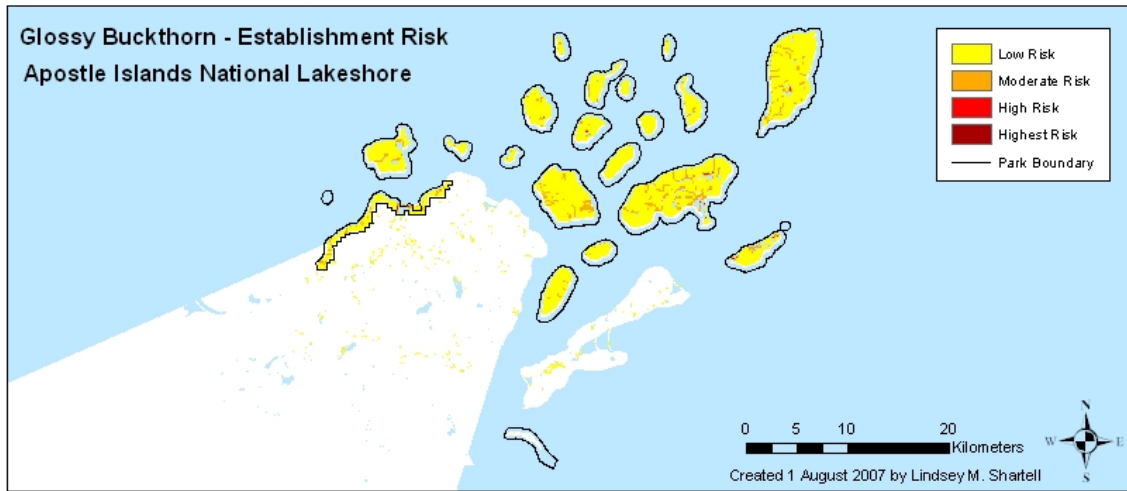 Glossy Buckthorn - Establishment Risk
Apostle Islands National Lakeshore
Low Risk
Moderate Risk
High Risk
Highest Risk
Park Boundary
0 5 10 20
Kilometers
N
W E
S
Created 1 August 2007 by Lindsey M. Shartell